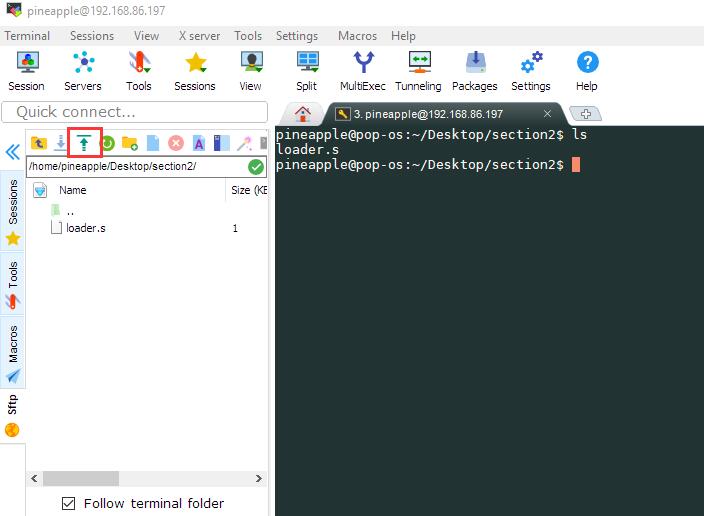 pineapple@192.168.86.197
Terminal Sessions View X server Tools Settings Macros Help
Session Servers Tools Sessions View Split MultiExec Tunneling Packages Settings Help
Quick connect...
3. pineapple@192.168.86.197
/home/pineapple/Desktop/section2/
Name Size (KB
..
loader.s 1
Sessions
Tools
Macros
Sftp
Follow terminal folder
pineapple@pop-os:~/Desktop/section2$ ls
loader.s
pineapple@pop-os:~/Desktop/section2$